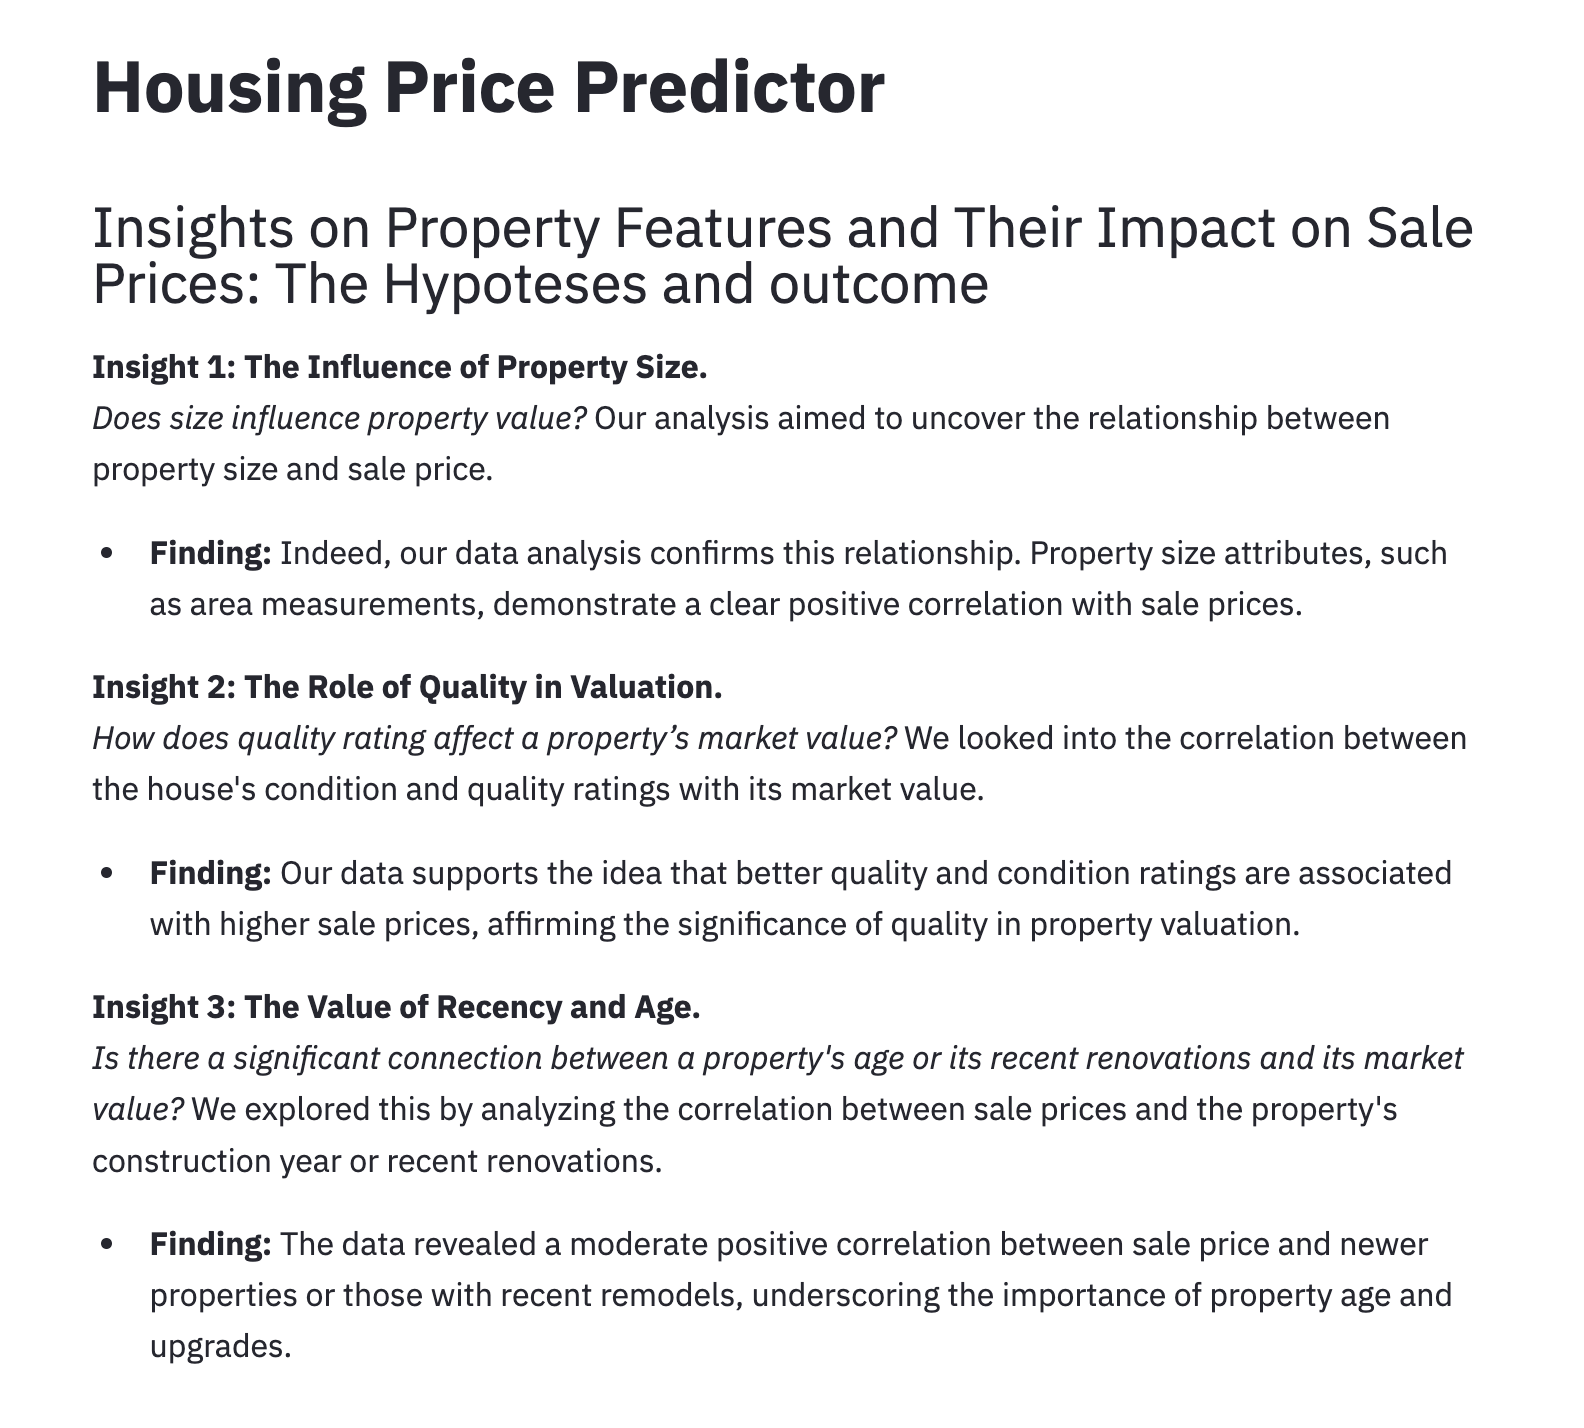 Housing Price Predictor
Insights on Property Features and Their Impact on Sale
Prices: The Hypoteses and outcome
Insight 1: The Influence of Property Size.
Does size influence property value? Our analysis aimed to uncover the relationship between
property size and sale price.
• Finding: Indeed, our data analysis confirms this relationship. Property size attributes, such
as area measurements, demonstrate a clear positive correlation with sale prices.
Insight 2: The Role of Quality in Valuation.
How does quality rating affect a property’s market value? We looked into the correlation between
the house's condition and quality ratings with its market value.
• Finding: Our data supports the idea that better quality and condition ratings are associated
with higher sale prices, affirming the significance of quality in property valuation.
Insight 3: The Value of Recency and Age.
Is there a significant connection between a property's age or its recent renovations and its market
value? We explored this by analyzing the correlation between sale prices and the property's
construction year or recent renovations.
• Finding: The data revealed a moderate positive correlation between sale price and newer
properties or those with recent remodels, underscoring the importance of property age and
upgrades.